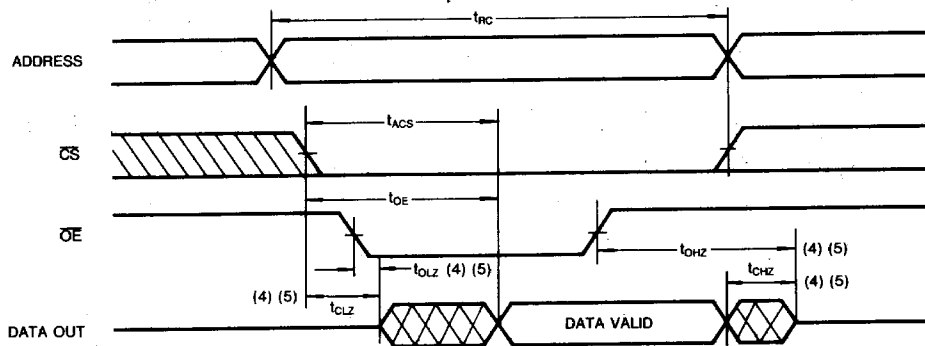 tRC
ADDRESS
tACS
CS
tOE
OE
tOHZ (4) (5)
tOLZ (4) (5)
tCHZ
(4) (5) tCLZ (4) (5)
DATA OUT DATA VALID